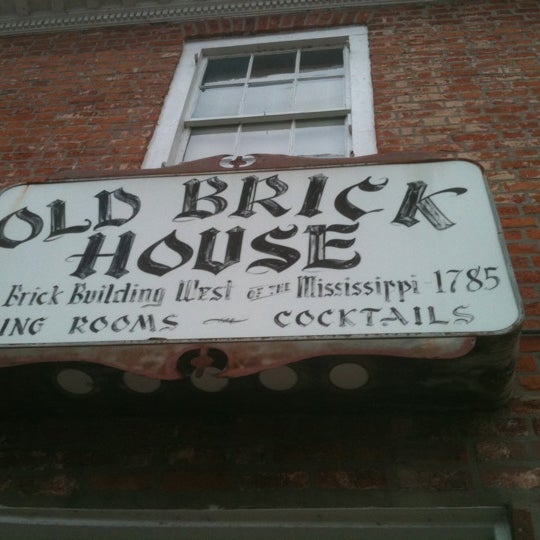 OLD BRICK
HOUSE
Brick Building West OF THE Mississippi - 1785
ING ROOMS ~ COCKTAILS